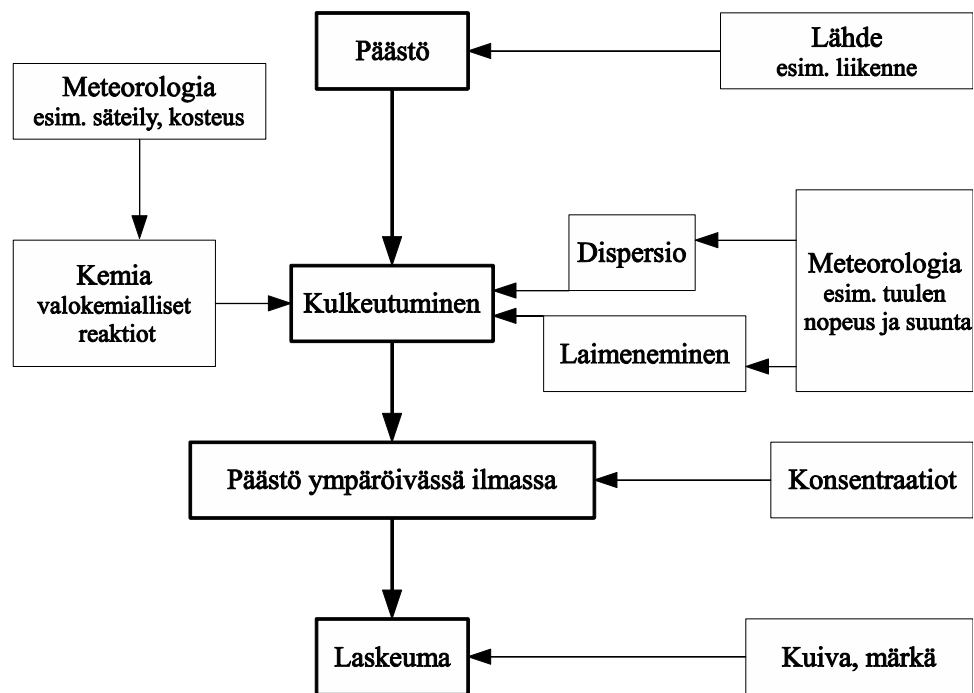 Päästö
Lähde
esim. liikenne
Meteorologia
esim. säteily, kosteus
Kemia
valokemialliset
reaktiot
Kulkeutuminen
Dispersio
Laimeneminen
Meteorologia
esim. tuulen
nopeus ja suunta
Päästö ympäröivässä ilmassa
Konsentraatiot
Laskeuma
Kuiva, märkä